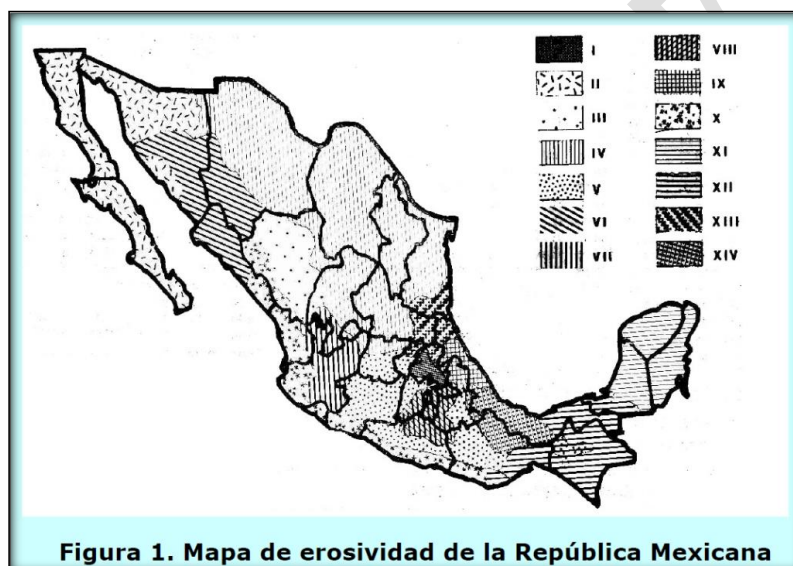 I
II
III
IV
V
VI
VII
VIII
IX
X
XI
XII
XIII
XIV
Figura 1. Mapa de erosividad de la República Mexicana